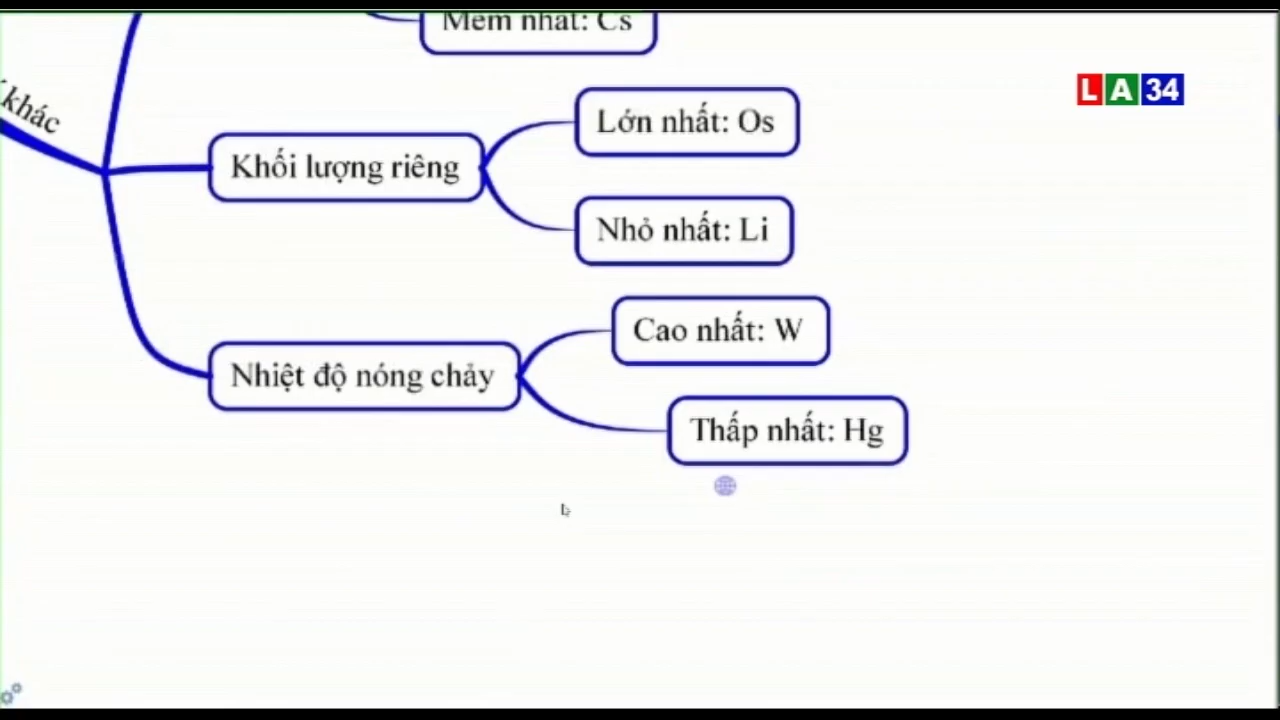 Mềm nhất: Cs
khác
LA34
Lớn nhất: Os
Khối lượng riêng
Nhỏ nhất: Li
Cao nhất: W
Nhiệt độ nóng chảy
Thấp nhất: Hg